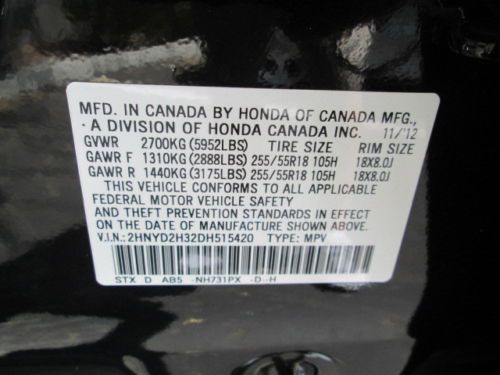 MFD. IN CANADA BY HONDA OF CANADA MFG.,
A DIVISION OF HONDA CANADA INC. 11/'12
GVWR 2700KG (5952LBS) TIRE SIZE RIM SIZE
GAWR F 1310KG (2888LBS) 255/55R18 105H 18X8.0J
GAWR R 1440KG (3175LBS) 255/55R18 105H 18X8.0J
THIS VEHICLE CONFORMS TO ALL APPLICABLE
FEDERAL MOTOR VEHICLE SAFETY
AND THEFT PREVENTION STANDARDS IN EFFECT
ON THE DATE OF MANUFACTURE SHOWN ABOVE.
V.I.N.: 2HNYD2H32DH515420 TYPE: MPV
STX D AB5 -NH731PX -D-H